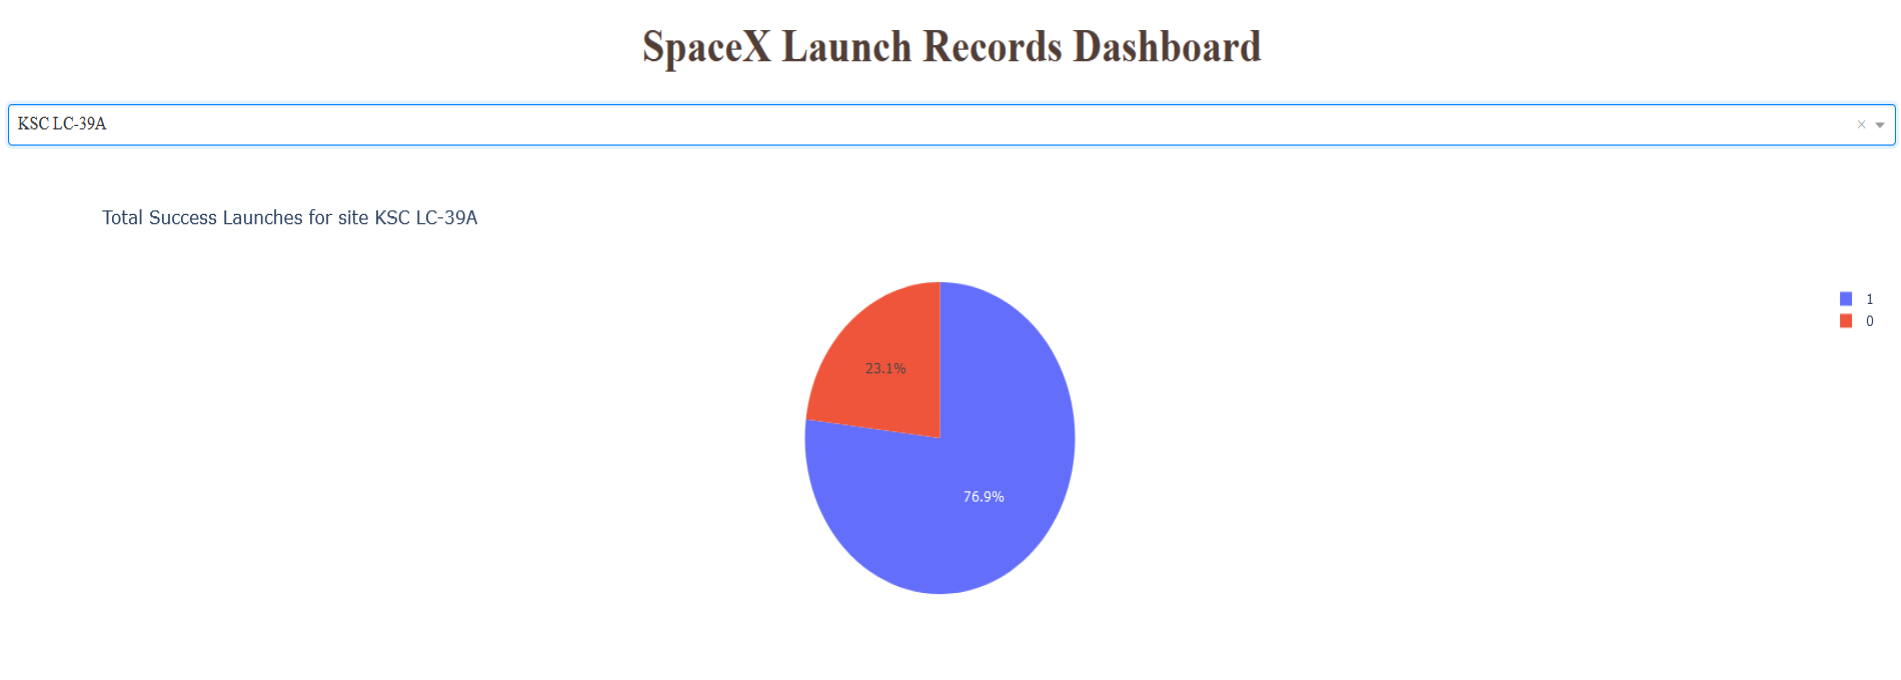 SpaceX Launch Records Dashboard
KSC LC-39A
Total Success Launches for site KSC LC-39A
1
0
23.1%
76.9%